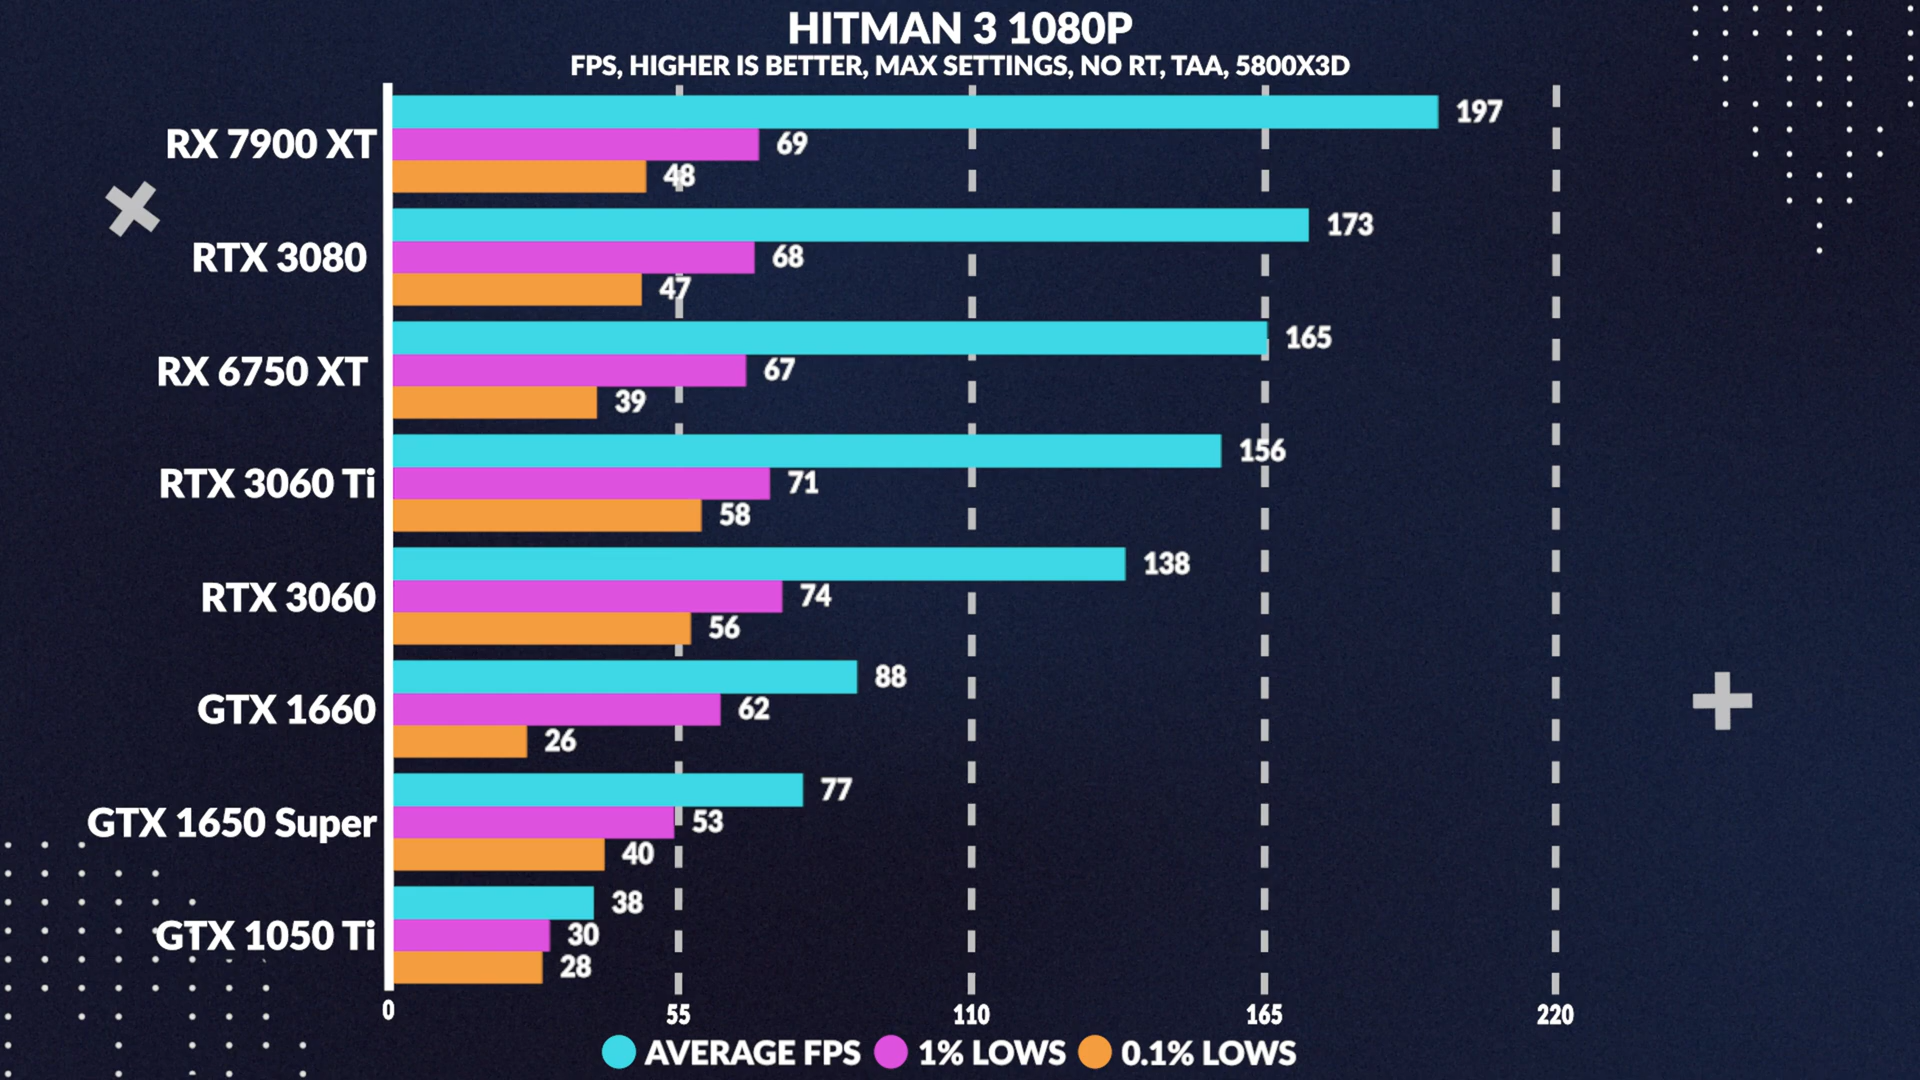 HITMAN 3 1080P
FPS, HIGHER IS BETTER, MAX SETTINGS, NO RT, TAA, 5800X3D
RX 7900 XT
197
69
48
RTX 3080
173
68
47
RX 6750 XT
165
67
39
RTX 3060 Ti
156
71
58
RTX 3060
138
74
56
GTX 1660
88
62
26
GTX 1650 Super
77
53
40
GTX 1050 Ti
38
30
28
0 55 110 165 220
AVERAGE FPS 1% LOWS 0.1% LOWS